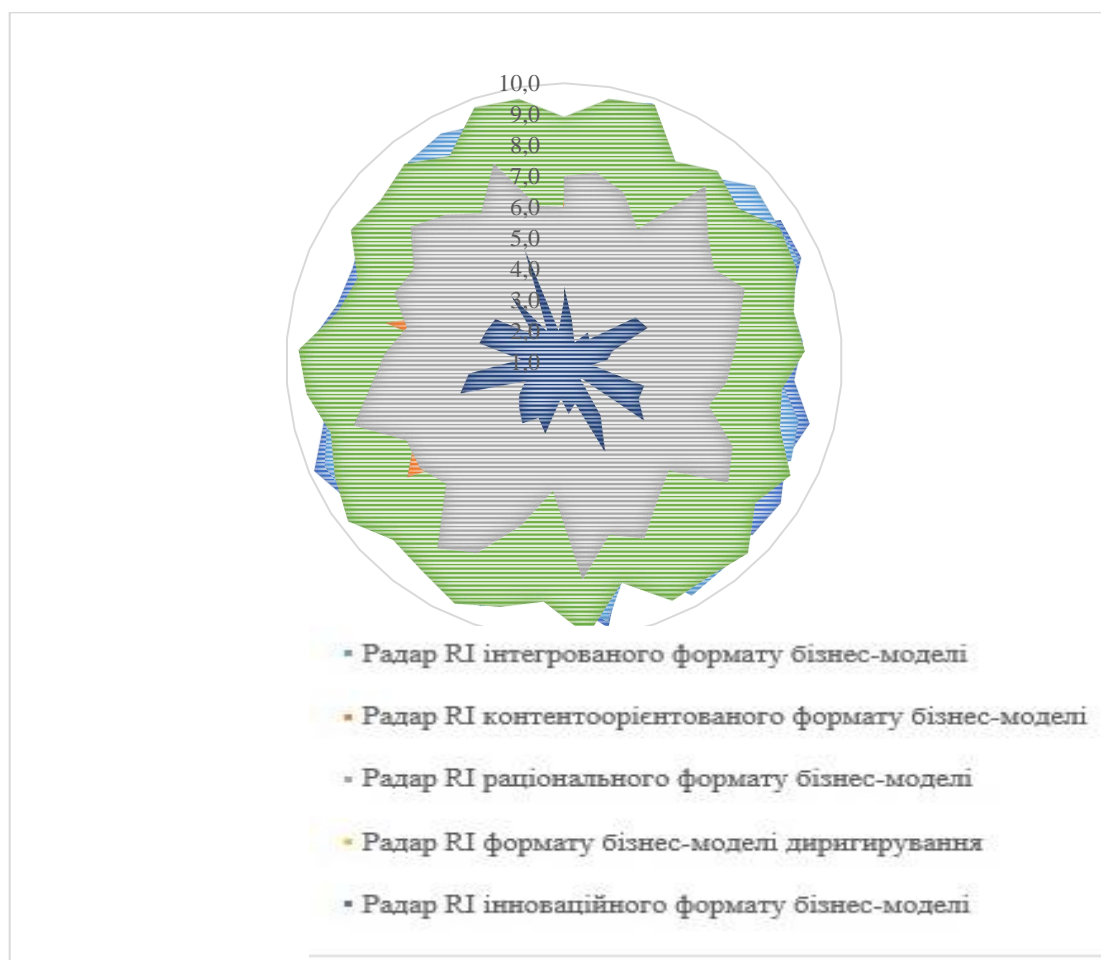 10,0
9,0
8,0
7,0
6,0
5,0
4,0
3,0
2,0
1,0
Радар RI інтегрованого формату бізнес-моделі
Радар RI контентоорієнтованого формату бізнес-моделі
Радар RI раціонального формату бізнес-моделі
Радар RI формату бізнес-моделі диригирування
Радар RI інноваційного формату бізнес-моделі